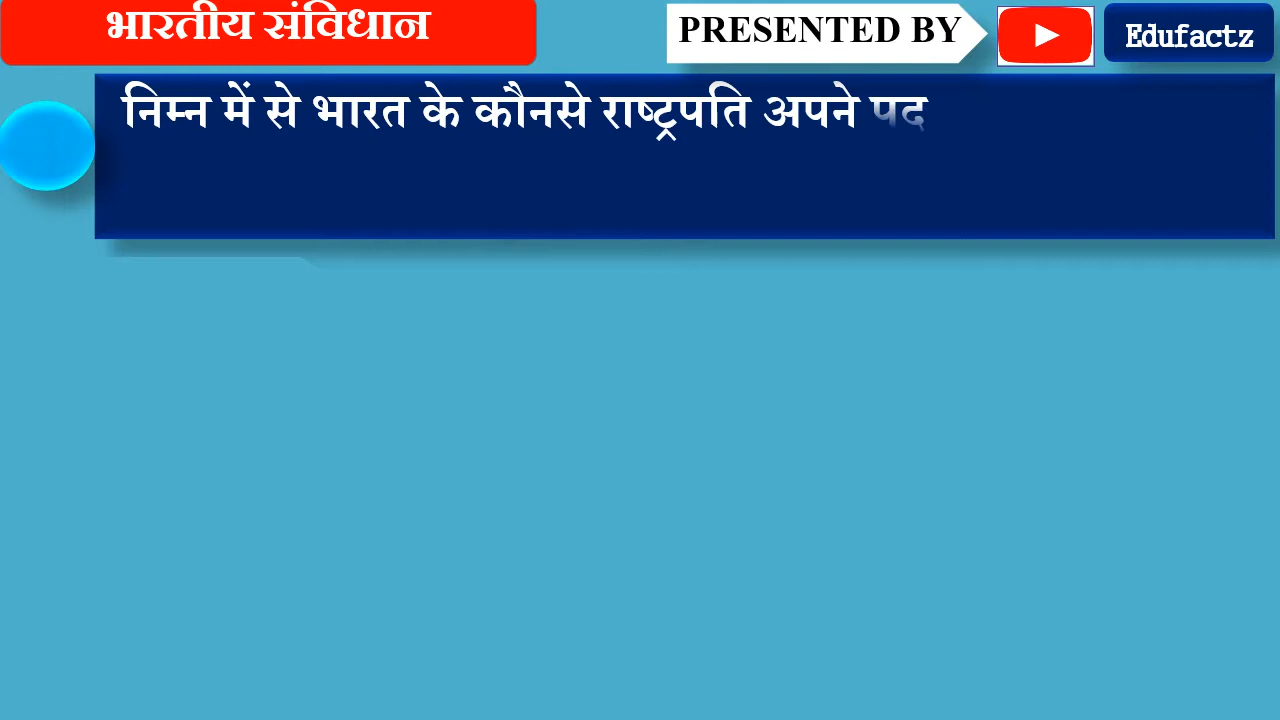 भारतीय संविधान
PRESENTED BY
Edufactz
निम्न में से भारत के कौनसे राष्ट्रपति अपने पद